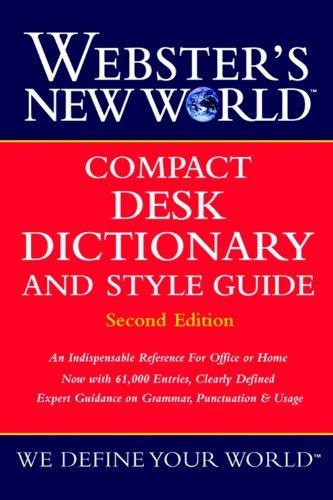 WEBSTER'S
NEW WORLD™
COMPACT
DESK
DICTIONARY
AND STYLE GUIDE
Second Edition
An Indispensable Reference For Office or Home
Now with 61,000 Entries, Clearly Defined
Expert Guidance on Grammar, Punctuation & Usage
WE DEFINE YOUR WORLD™